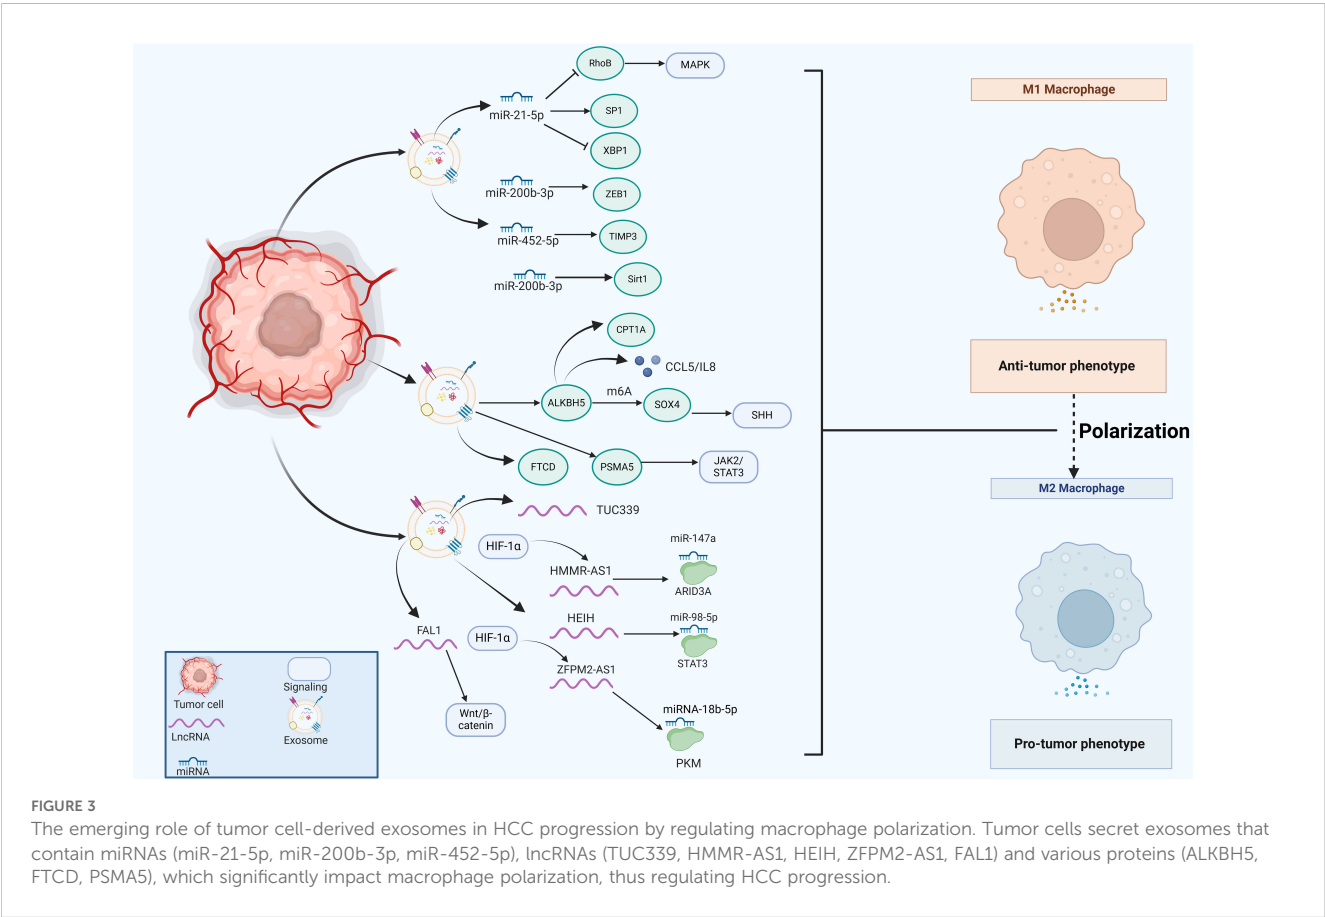 RhoB
MAPK
miR-21-5p
SP1
XBP1
miR-200b-3p
ZEB1
miR-452-5p
TIMP3
miR-200b-3p
Sirt1
CPT1A
CCL5/IL8
ALKBH5
m6A
SOX4
SHH
FTCD
PSMA5
JAK2/
STAT3
TUC339
HIF-1α
HMMR-AS1
miR-147a
ARID3A
FAL1
HIF-1α
HEIH
miR-98-5p
STAT3
ZFPM2-AS1
Wnt/β-
catenin
miRNA-18b-5p
PKM
Tumor cell
Signaling
LncRNA
Exosome
miRNA
M1 Macrophage
Anti-tumor phenotype
Polarization
M2 Macrophage
Pro-tumor phenotype
FIGURE 3
The emerging role of tumor cell-derived exosomes in HCC progression by regulating macrophage polarization. Tumor cells secret exosomes that
contain miRNAs (miR-21-5p, miR-200b-3p, miR-452-5p), lncRNAs (TUC339, HMMR-AS1, HEIH, ZFPM2-AS1, FAL1) and various proteins (ALKBH5,
FTCD, PSMA5), which significantly impact macrophage polarization, thus regulating HCC progression.